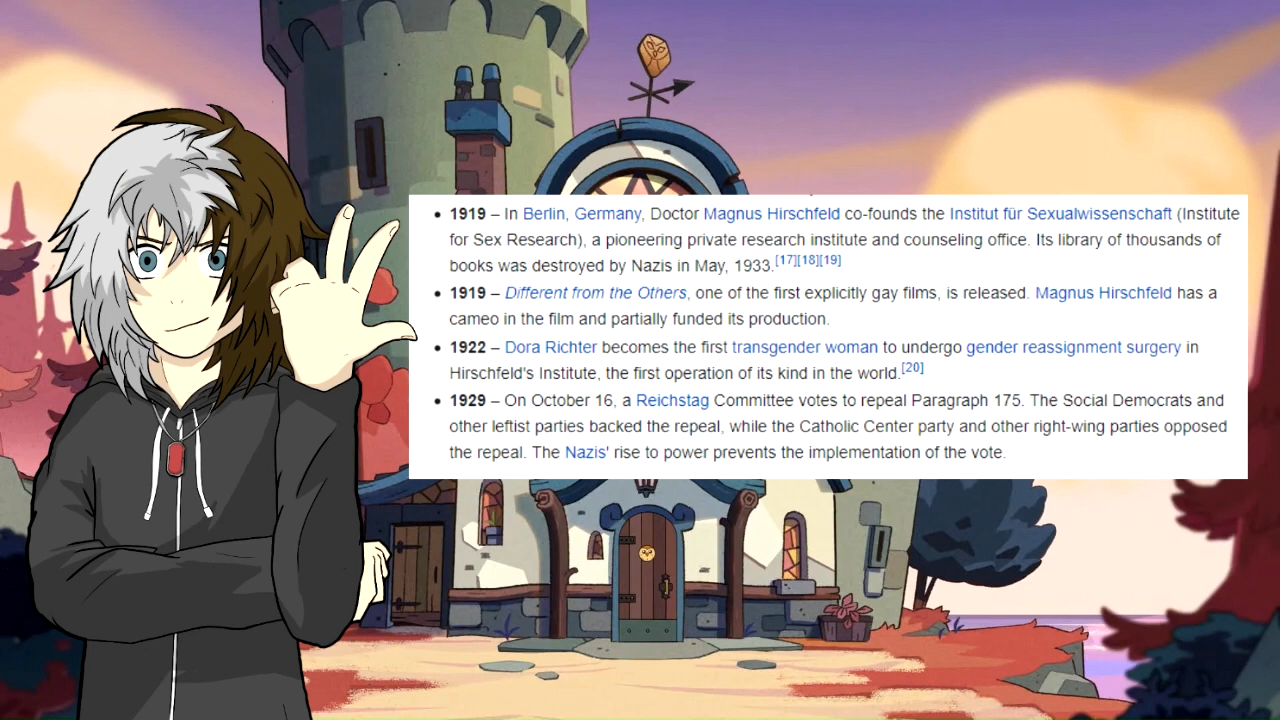 1919 – In Berlin, Germany, Doctor Magnus Hirschfeld co-founds the Institut für Sexualwissenschaft (Institute
for Sex Research), a pioneering private research institute and counseling office. Its library of thousands of
books was destroyed by Nazis in May, 1933.[17][18][19]
1919 – Different from the Others, one of the first explicitly gay films, is released. Magnus Hirschfeld has a
cameo in the film and partially funded its production.
1922 – Dora Richter becomes the first transgender woman to undergo gender reassignment surgery in
Hirschfeld's Institute, the first operation of its kind in the world.[20]
1929 – On October 16, a Reichstag Committee votes to repeal Paragraph 175. The Social Democrats and
other leftist parties backed the repeal, while the Catholic Center party and other right-wing parties opposed
the repeal. The Nazis' rise to power prevents the implementation of the vote.